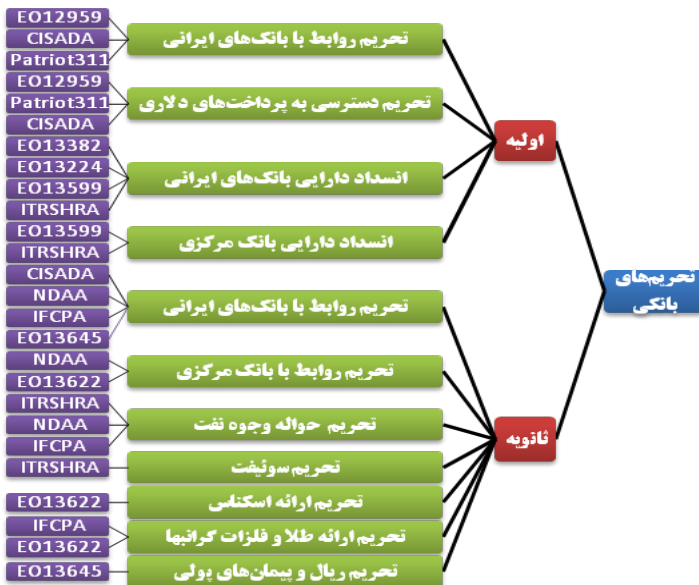 تحریم‌های
بانکی
اولیه
تحریم روابط با بانک‌های ایرانی
EO12959
CISADA
Patriot311
تحریم دسترسی به پرداخت‌های دلاری
EO12959
Patriot311
CISADA
انسداد دارایی بانک‌های ایرانی
EO13382
EO13224
EO13599
ITRSHRA
انسداد دارایی بانک مرکزی
EO13599
ITRSHRA
ثانویه
تحریم روابط با بانک‌های ایرانی
CISADA
NDAA
IFCPA
EO13645
تحریم روابط با بانک مرکزی
NDAA
EO13622
تحریم حواله وجوه نفت
ITRSHRA
NDAA
IFCPA
تحریم سوئیفت
ITRSHRA
تحریم ارائه اسکناس
EO13622
تحریم ارائه طلا و فلزات گرانبها
IFCPA
EO13622
تحریم ریال و پیمان‌های پولی
EO13645